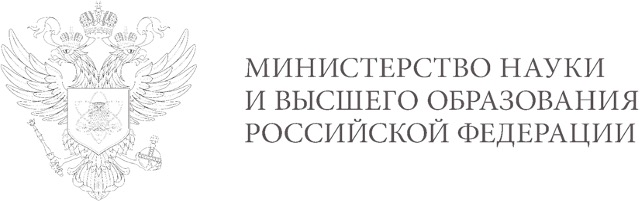 МИНИСТЕРСТВО НАУКИ
И ВЫСШЕГО ОБРАЗОВАНИЯ
РОССИЙСКОЙ ФЕДЕРАЦИИ